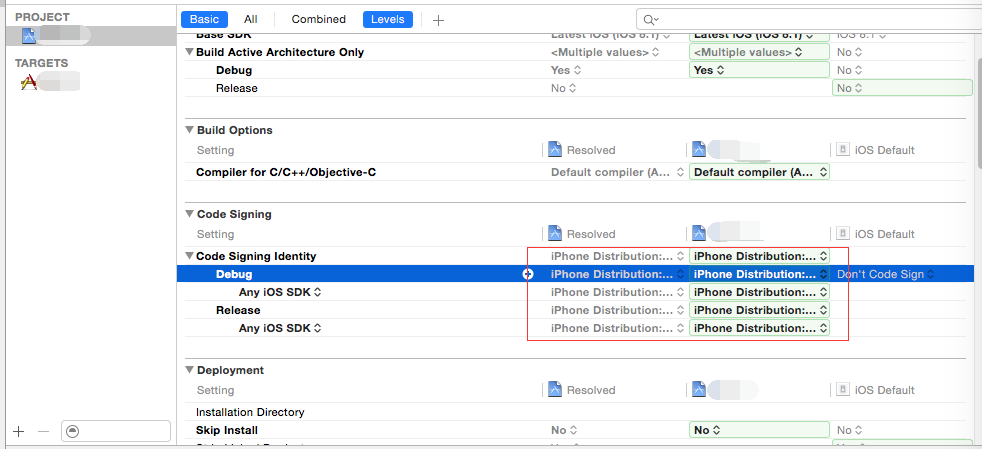 PROJECT
TARGETS
Basic All Combined Levels
Base SDK Latest iOS (iOS 8.1) Latest iOS (iOS 8.1) iOS 8.1
Build Active Architecture Only <Multiple values> <Multiple values> No
Debug Yes Yes No
Release No No
Build Options
Setting Resolved iOS Default
Compiler for C/C++/Objective-C Default compiler (A... Default compiler (A...
Code Signing
Setting Resolved iOS Default
Code Signing Identity iPhone Distribution:... iPhone Distribution:...
Debug iPhone Distribution:... iPhone Distribution:... Don't Code Sign
Any iOS SDK iPhone Distribution:... iPhone Distribution:...
Release iPhone Distribution:... iPhone Distribution:...
Any iOS SDK iPhone Distribution:... iPhone Distribution:...
Deployment
Setting Resolved iOS Default
Installation Directory
Skip Install No No No